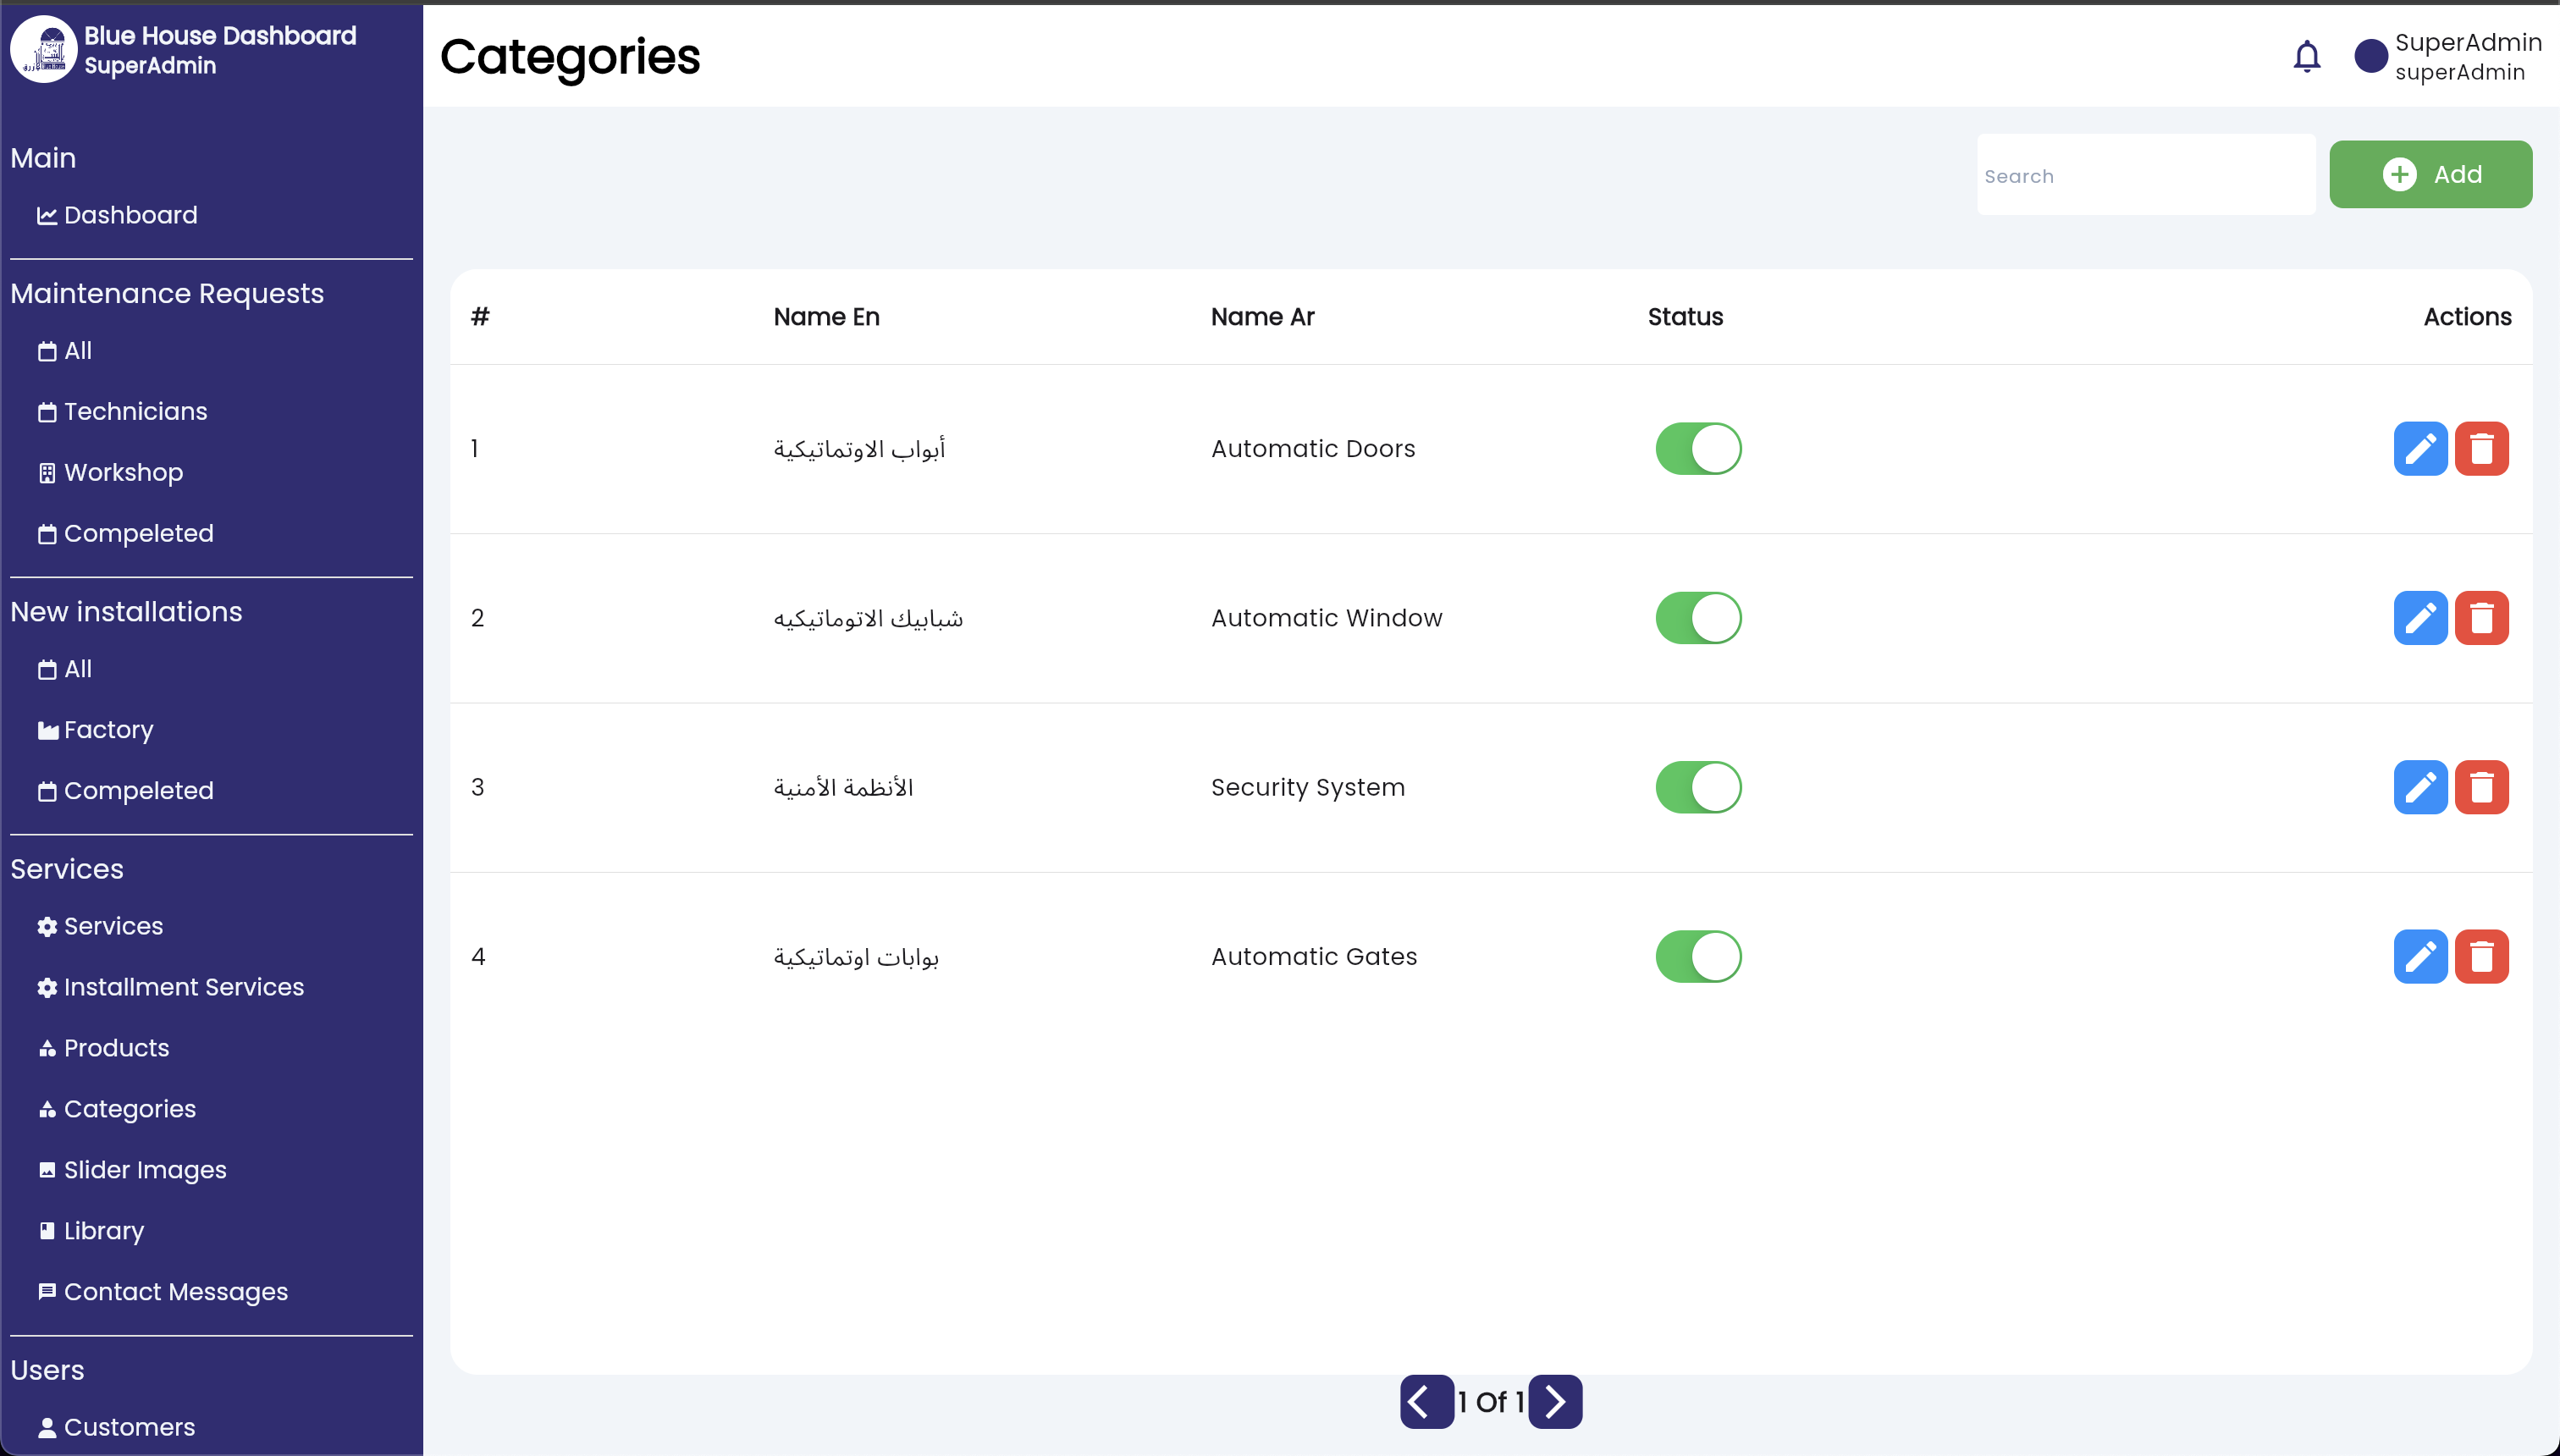 Blue House Dashboard
SuperAdmin
Main
Dashboard
Maintenance Requests
All
Technicians
Workshop
Compeleted
New installations
All
Factory
Compeleted
Services
Services
Installment Services
Products
Categories
Slider Images
Library
Contact Messages
Users
Customers
Categories
SuperAdmin
superAdmin
Search
Add
# Name En Name Ar Status Actions
1 أبواب الاوتماتيكية Automatic Doors
2 شبابيك الاتوماتيكيه Automatic Window
3 الأنظمة الأمنية Security System
4 بوابات اوتماتيكية Automatic Gates
1 Of 1